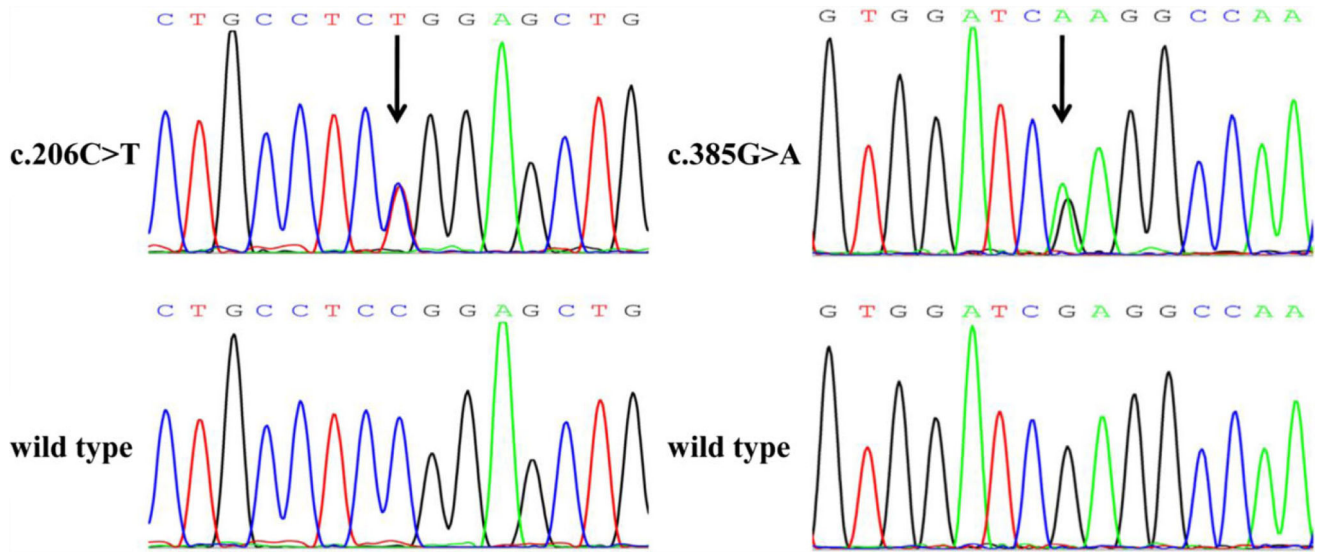 C T G C C T C T G G A G C T G
G T G G A T C A A G G C C A A
c.206C>T
c.385G>A
C T G C C T C C G G A G C T G
G T G G A T C G A G G C C A A
wild type
wild type